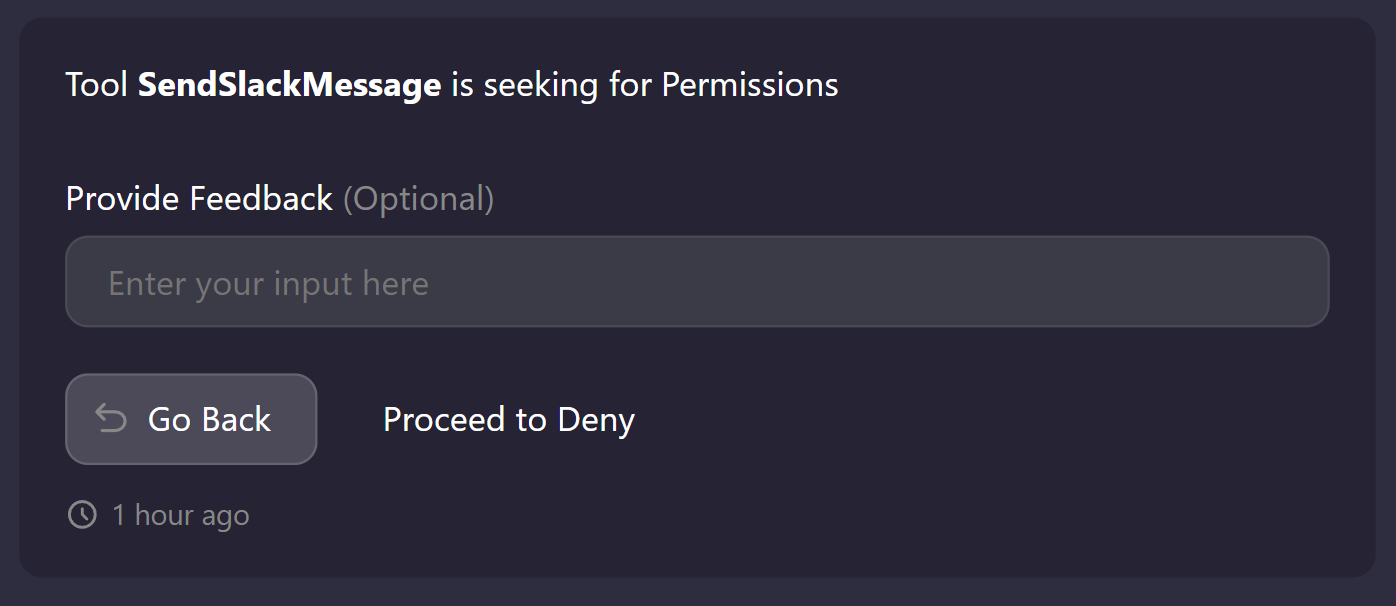 Tool SendSlackMessage is seeking for Permissions
Provide Feedback (Optional)
Enter your input here
Go Back
Proceed to Deny
1 hour ago